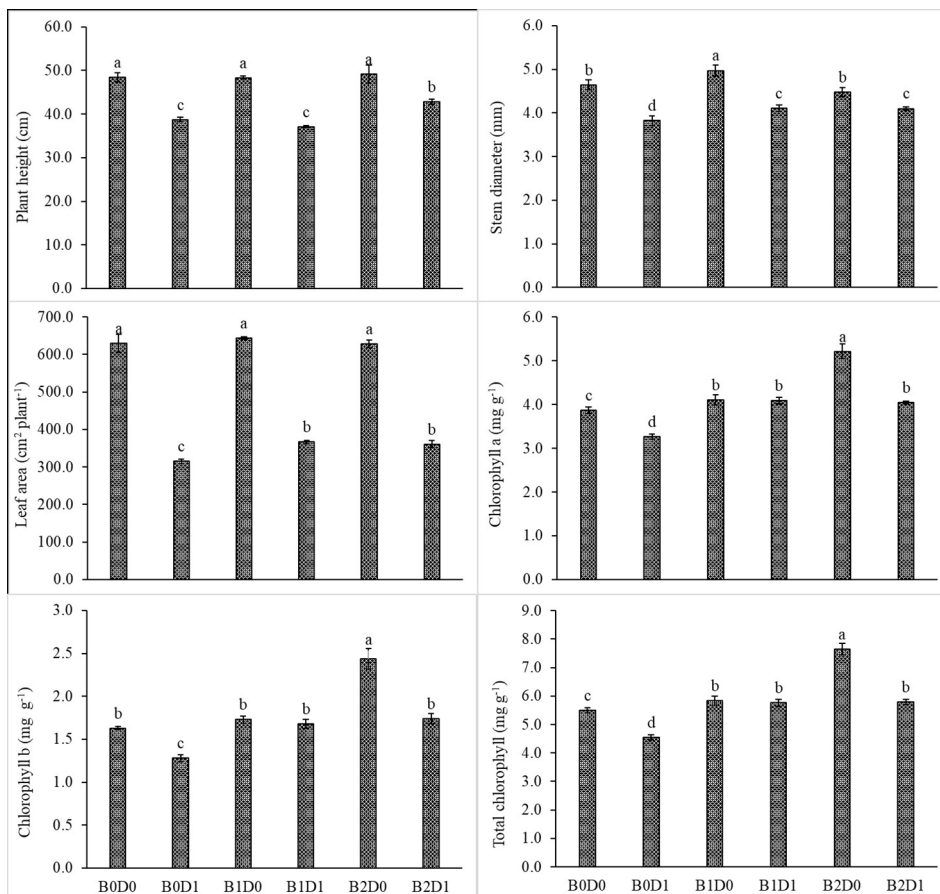 Plant height (cm)
60.0
50.0
40.0
30.0
20.0
10.0
0.0
a
c
a
c
a
b
Stem diameter (mm)
6.0
5.0
4.0
3.0
2.0
1.0
0.0
b
d
a
c
b
c
Leaf area (cm² plant⁻¹)
700.0
600.0
500.0
400.0
300.0
200.0
100.0
0.0
a
c
a
b
a
b
Chlorophyll a (mg g⁻¹)
6.0
5.0
4.0
3.0
2.0
1.0
0.0
c
d
b
b
a
b
Chlorophyll b (mg g⁻¹)
3.0
2.5
2.0
1.5
1.0
0.5
0.0
b
c
b
b
a
b
B0D0 B0D1 B1D0 B1D1 B2D0 B2D1
Total chlorophyll (mg g⁻¹)
9.0
8.0
7.0
6.0
5.0
4.0
3.0
2.0
1.0
0.0
c
d
b
b
a
b
B0D0 B0D1 B1D0 B1D1 B2D0 B2D1